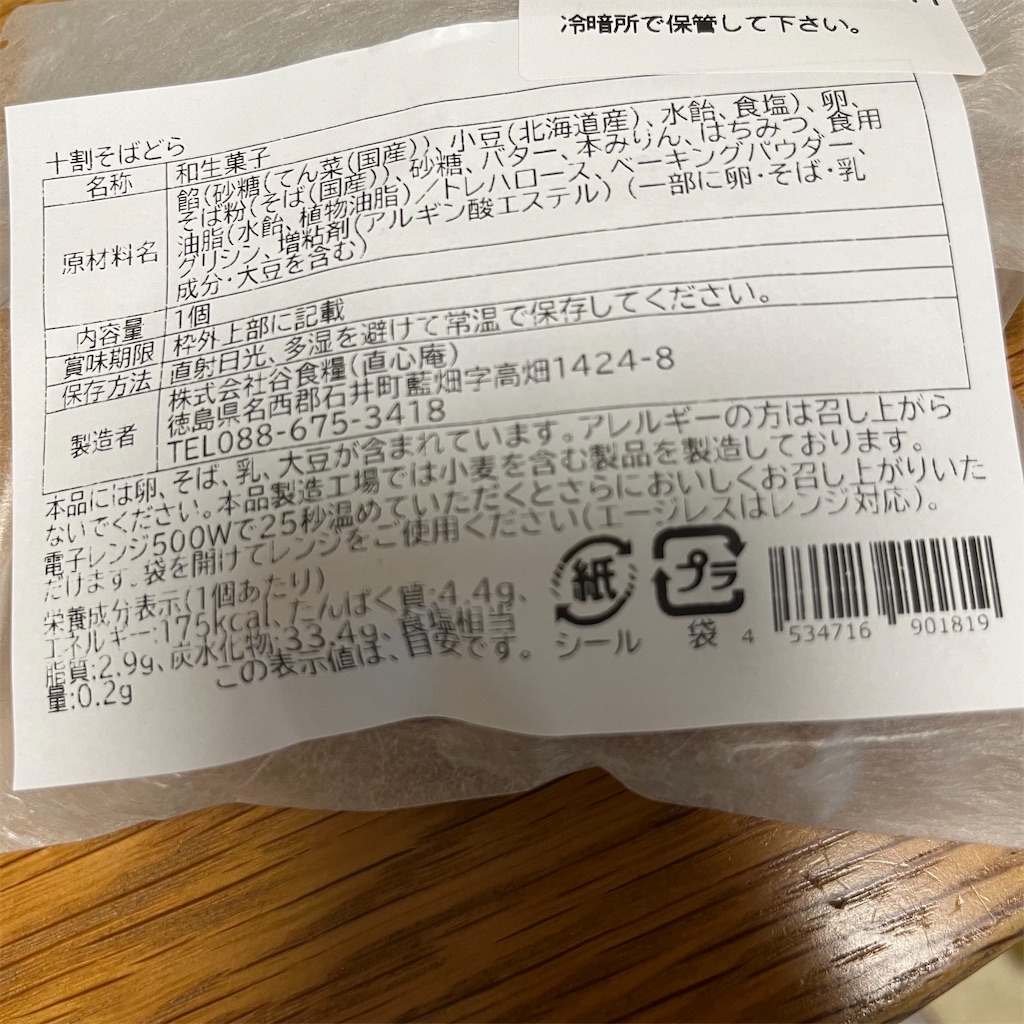 冷暗所で保管して下さい。
十割そばどら
名称 和生菓子
原材料名 餡(砂糖(てん菜(国産))、小豆(北海道産)、水飴、食塩)、卵、
そば粉(そば(国産))、砂糖、バター、本みりん、はちみつ、食用
油脂(水飴、植物油脂)/トレハロース、ベーキングパウダー、
グリシン、増粘剤(アルギン酸エステル) (一部に卵・そば・乳
成分・大豆を含む)
内容量 1個
賞味期限 枠外上部に記載
保存方法 直射日光、多湿を避けて常温で保存してください。
製造者 株式会社谷食糧(直心庵)
徳島県名西郡石井町藍畑字高畑1424-8
TEL088-675-3418
本品には卵、そば、乳、大豆が含まれています。アレルギーの方は召し上がら
ないでください。本品製造工場では小麦を含む製品を製造しております。
電子レンジ500Wで25秒温めていただくとさらにおいしくお召し上がりいた
だけます。袋を開けてレンジをご使用ください(エージレスはレンジ対応)。
栄養成分表示(1個あたり)
エネルギー:175kcal、たんぱく質:4.4g、
脂質:2.9g、炭水化物:33.4g、食塩相当
量:0.2g この表示値は、目安です。
紙 プラ
シール 袋
4 534716 901819